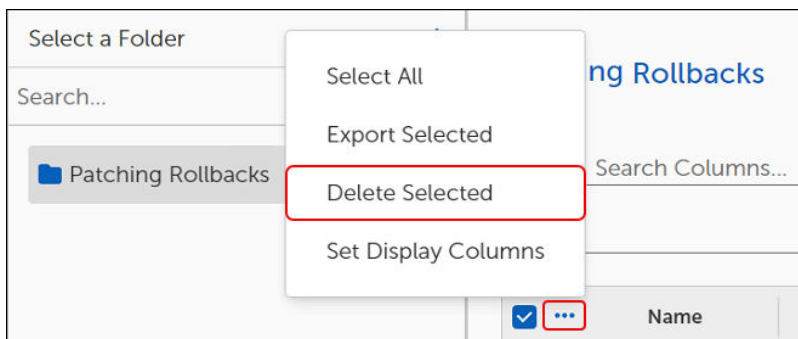 Select a Folder
Search...
Patching Rollbacks
Select All
Export Selected
Delete Selected
Set Display Columns
ng Rollbacks
Search Columns...
Name